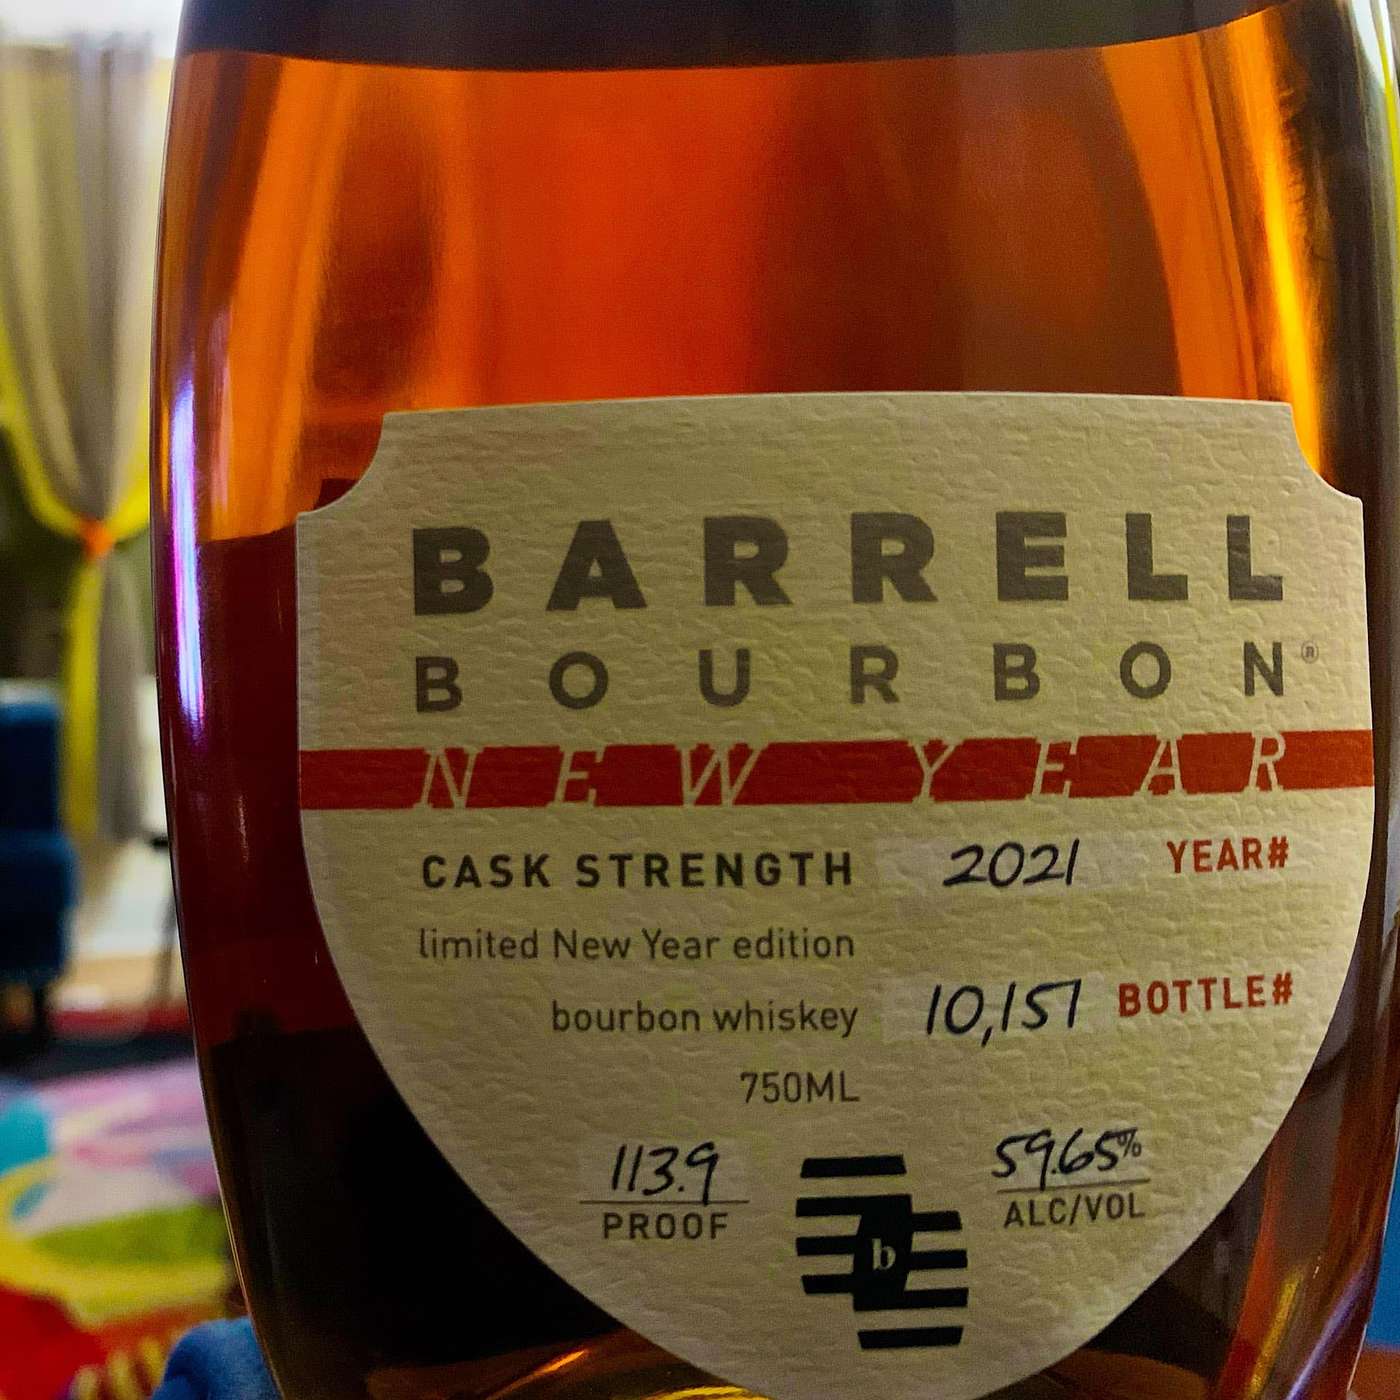 BARRELL
BOURBON®
NEW YEAR
CASK STRENGTH 2021 YEAR#
limited New Year edition
bourbon whiskey 10,157 BOTTLE#
750ML
113.9 59.65%
PROOF ALC/VOL
b